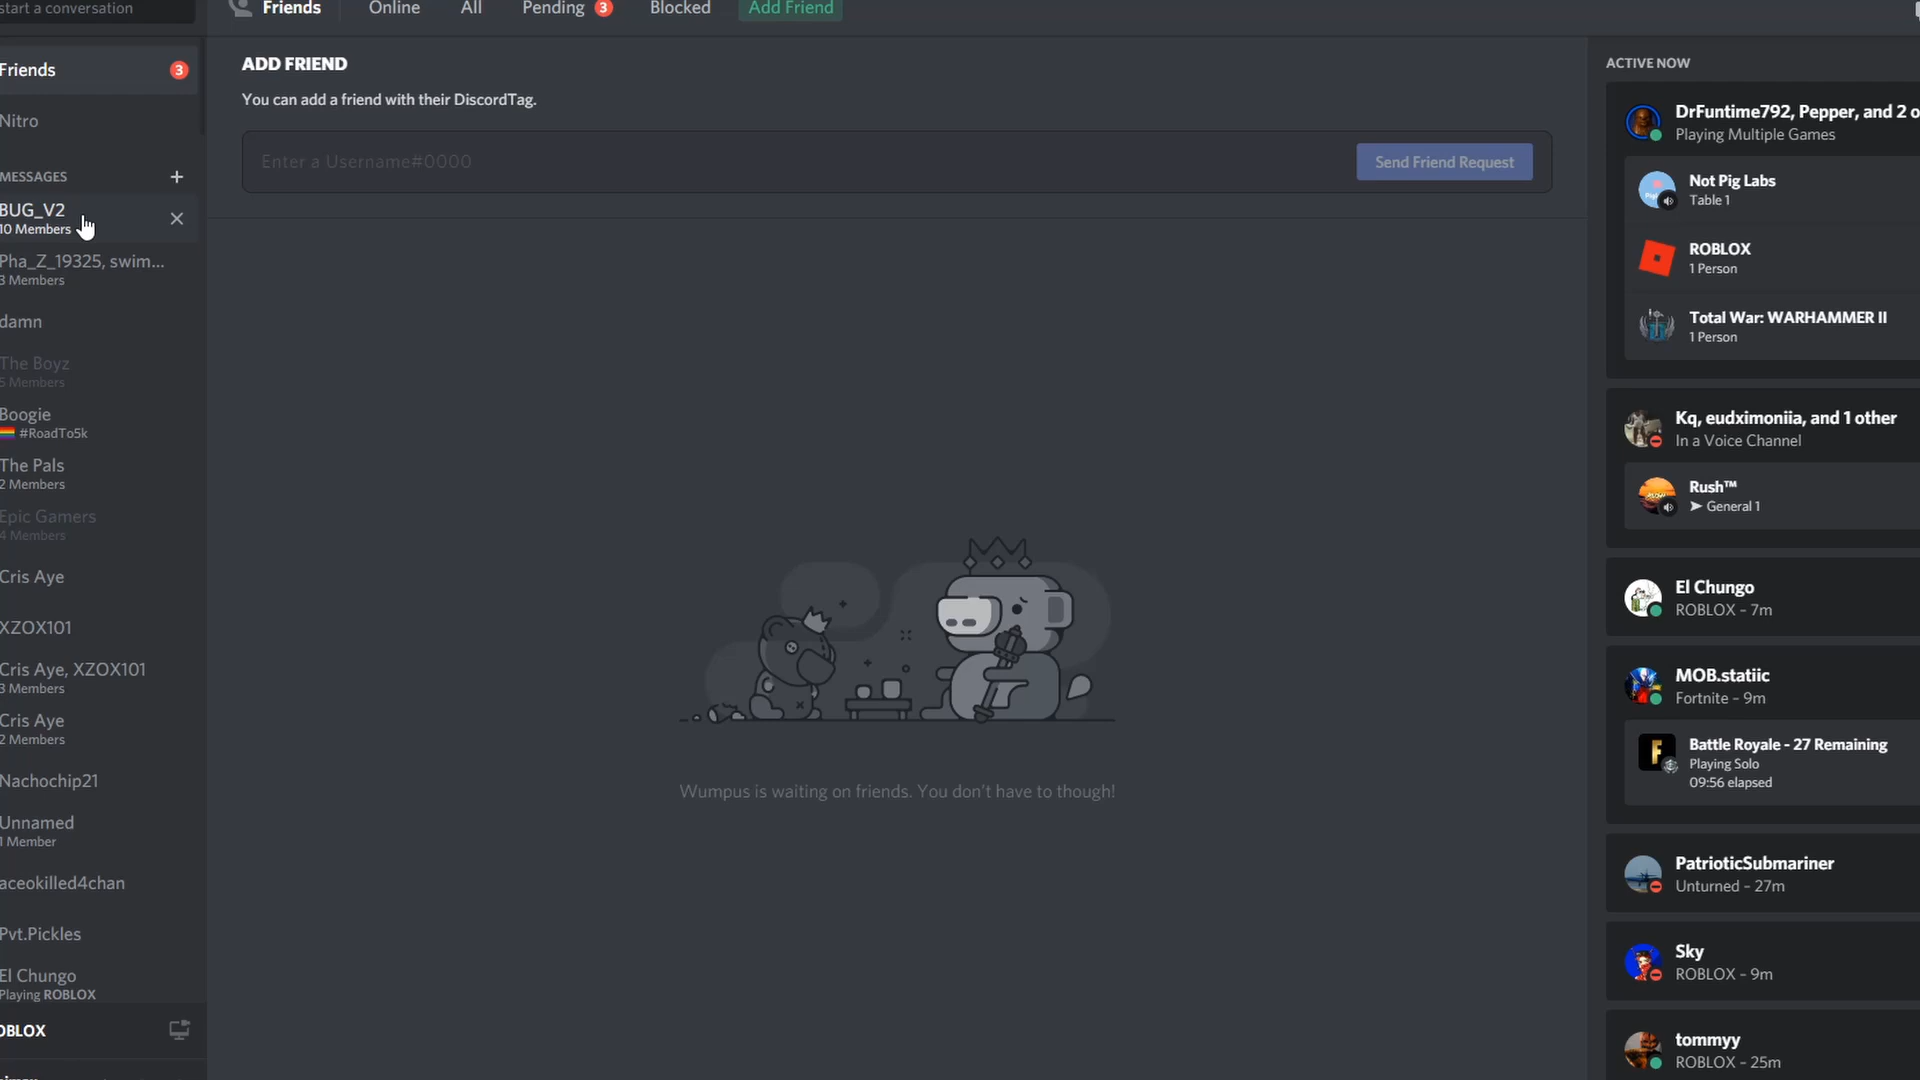 start a conversation
Friends
Online
All
Pending 3
Blocked
Add Friend
Friends 3
Nitro
MESSAGES +
BUG_V2
10 Members
Pha_Z_19325, swim...
3 Members
damn
The Boyz
5 Members
Boogie
#RoadTo5k
The Pals
2 Members
Epic Gamers
4 Members
Cris Aye
XZOX101
Cris Aye, XZOX101
3 Members
Cris Aye
2 Members
Nachochip21
Unnamed
1 Member
aceokilled4chan
Pvt.Pickles
El Chungo
Playing ROBLOX
OBLOX
ADD FRIEND
You can add a friend with their DiscordTag.
Enter a Username#0000
Send Friend Request
Wumpus is waiting on friends. You don't have to though!
ACTIVE NOW
DrFuntime792, Pepper, and 2 o
Playing Multiple Games
Not Pig Labs
Table 1
ROBLOX
1 Person
Total War: WARHAMMER II
1 Person
Kq, eudximoniia, and 1 other
In a Voice Channel
Rush™
General 1
El Chungo
ROBLOX – 7m
MOB.statiic
Fortnite – 9m
Battle Royale - 27 Remaining
Playing Solo
09:56 elapsed
PatrioticSubmariner
Unturned – 27m
Sky
ROBLOX – 9m
tommyy
ROBLOX – 25m